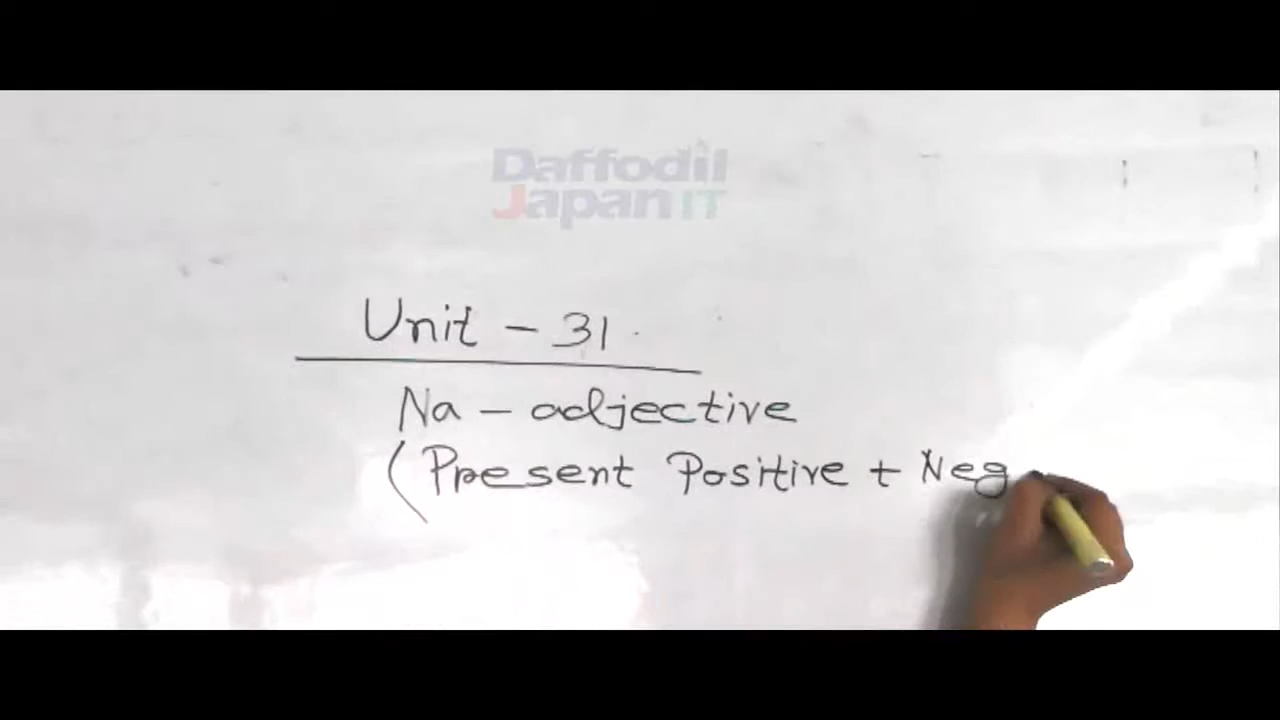 Daffodil
Japan IT
Unit - 31
Na - adjective
(Present Positive + Neg